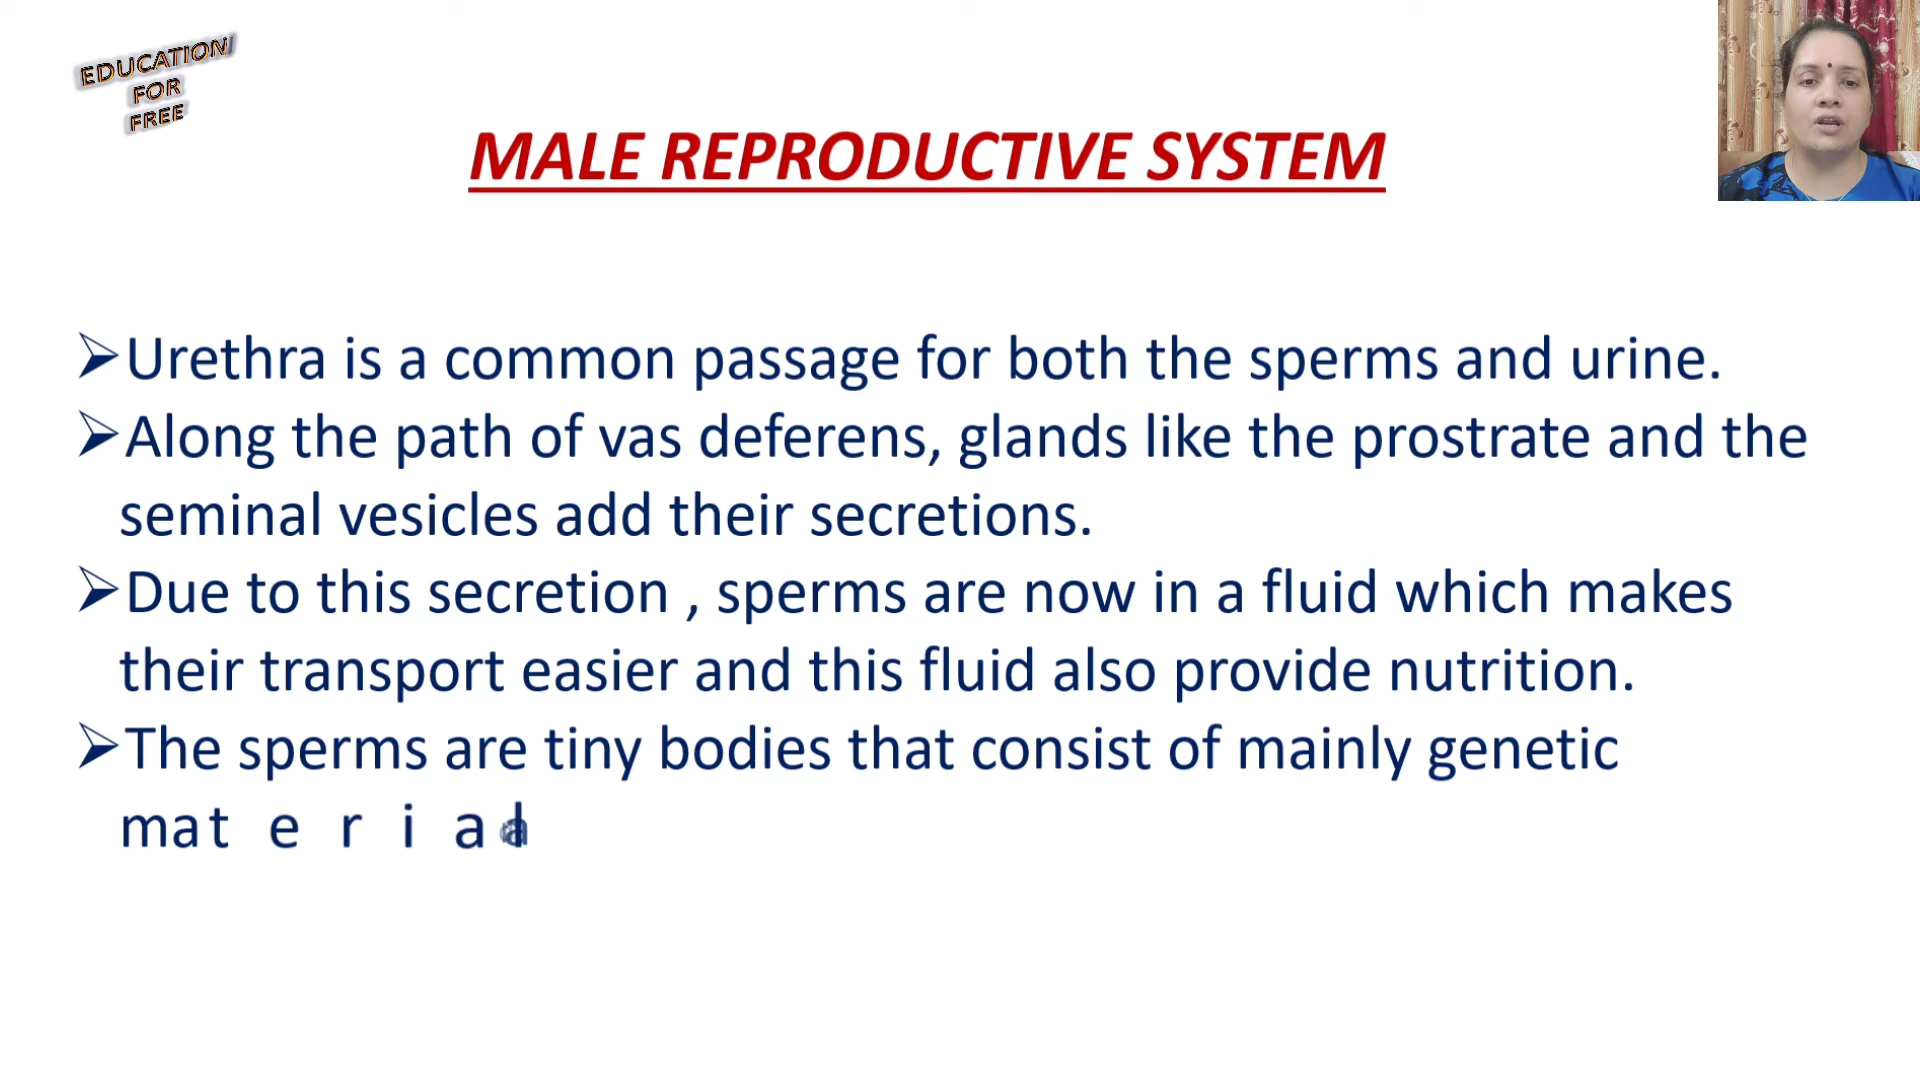 EDUCATION
FOR
FREE
MALE REPRODUCTIVE SYSTEM
➢Urethra is a common passage for both the sperms and urine.
➢Along the path of vas deferens, glands like the prostrate and the
seminal vesicles add their secretions.
➢Due to this secretion , sperms are now in a fluid which makes
their transport easier and this fluid also provide nutrition.
➢The sperms are tiny bodies that consist of mainly genetic
material